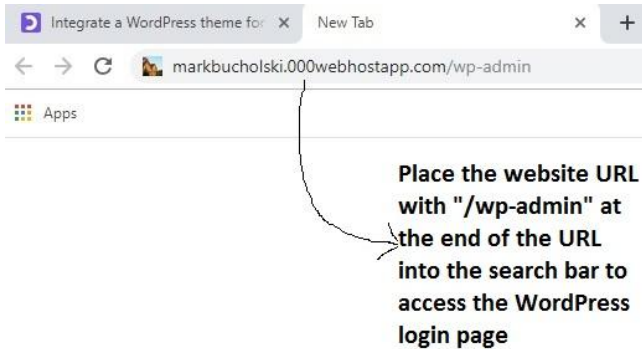 Integrate a WordPress theme for
New Tab
markbucholski.000webhostapp.com/wp-admin
Apps
Place the website URL
with "/wp-admin" at
the end of the URL
into the search bar to
access the WordPress
login page